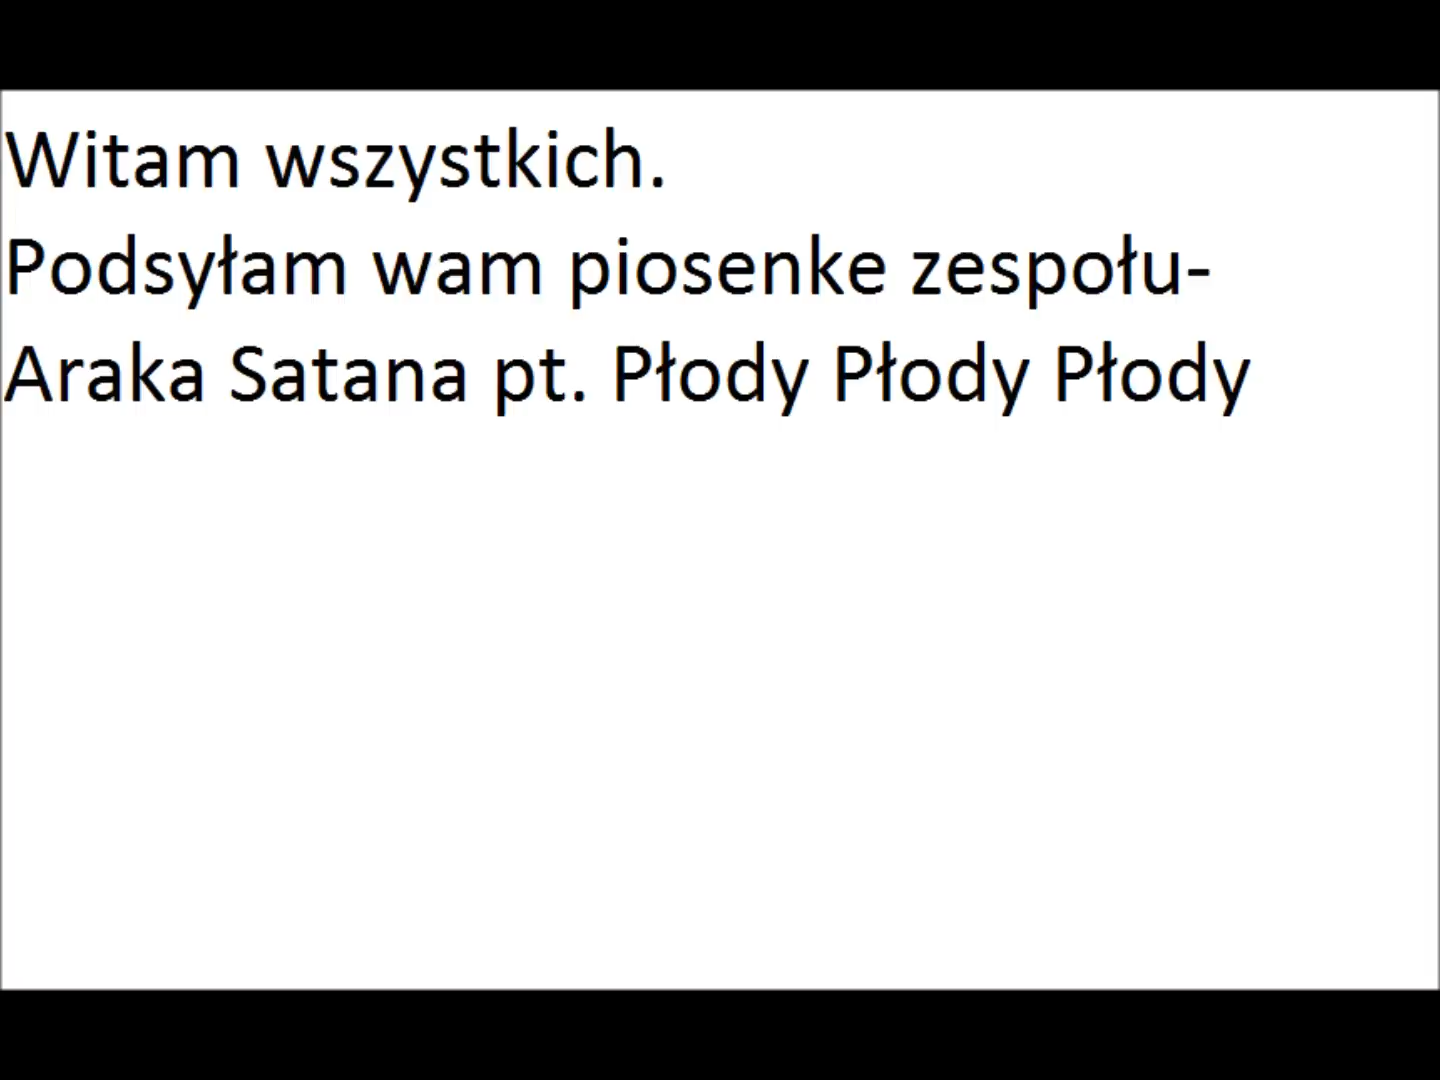 Witam wszystkich.
Podsyłam wam piosenke zespołu-
Araka Satana pt. Płody Płody Płody